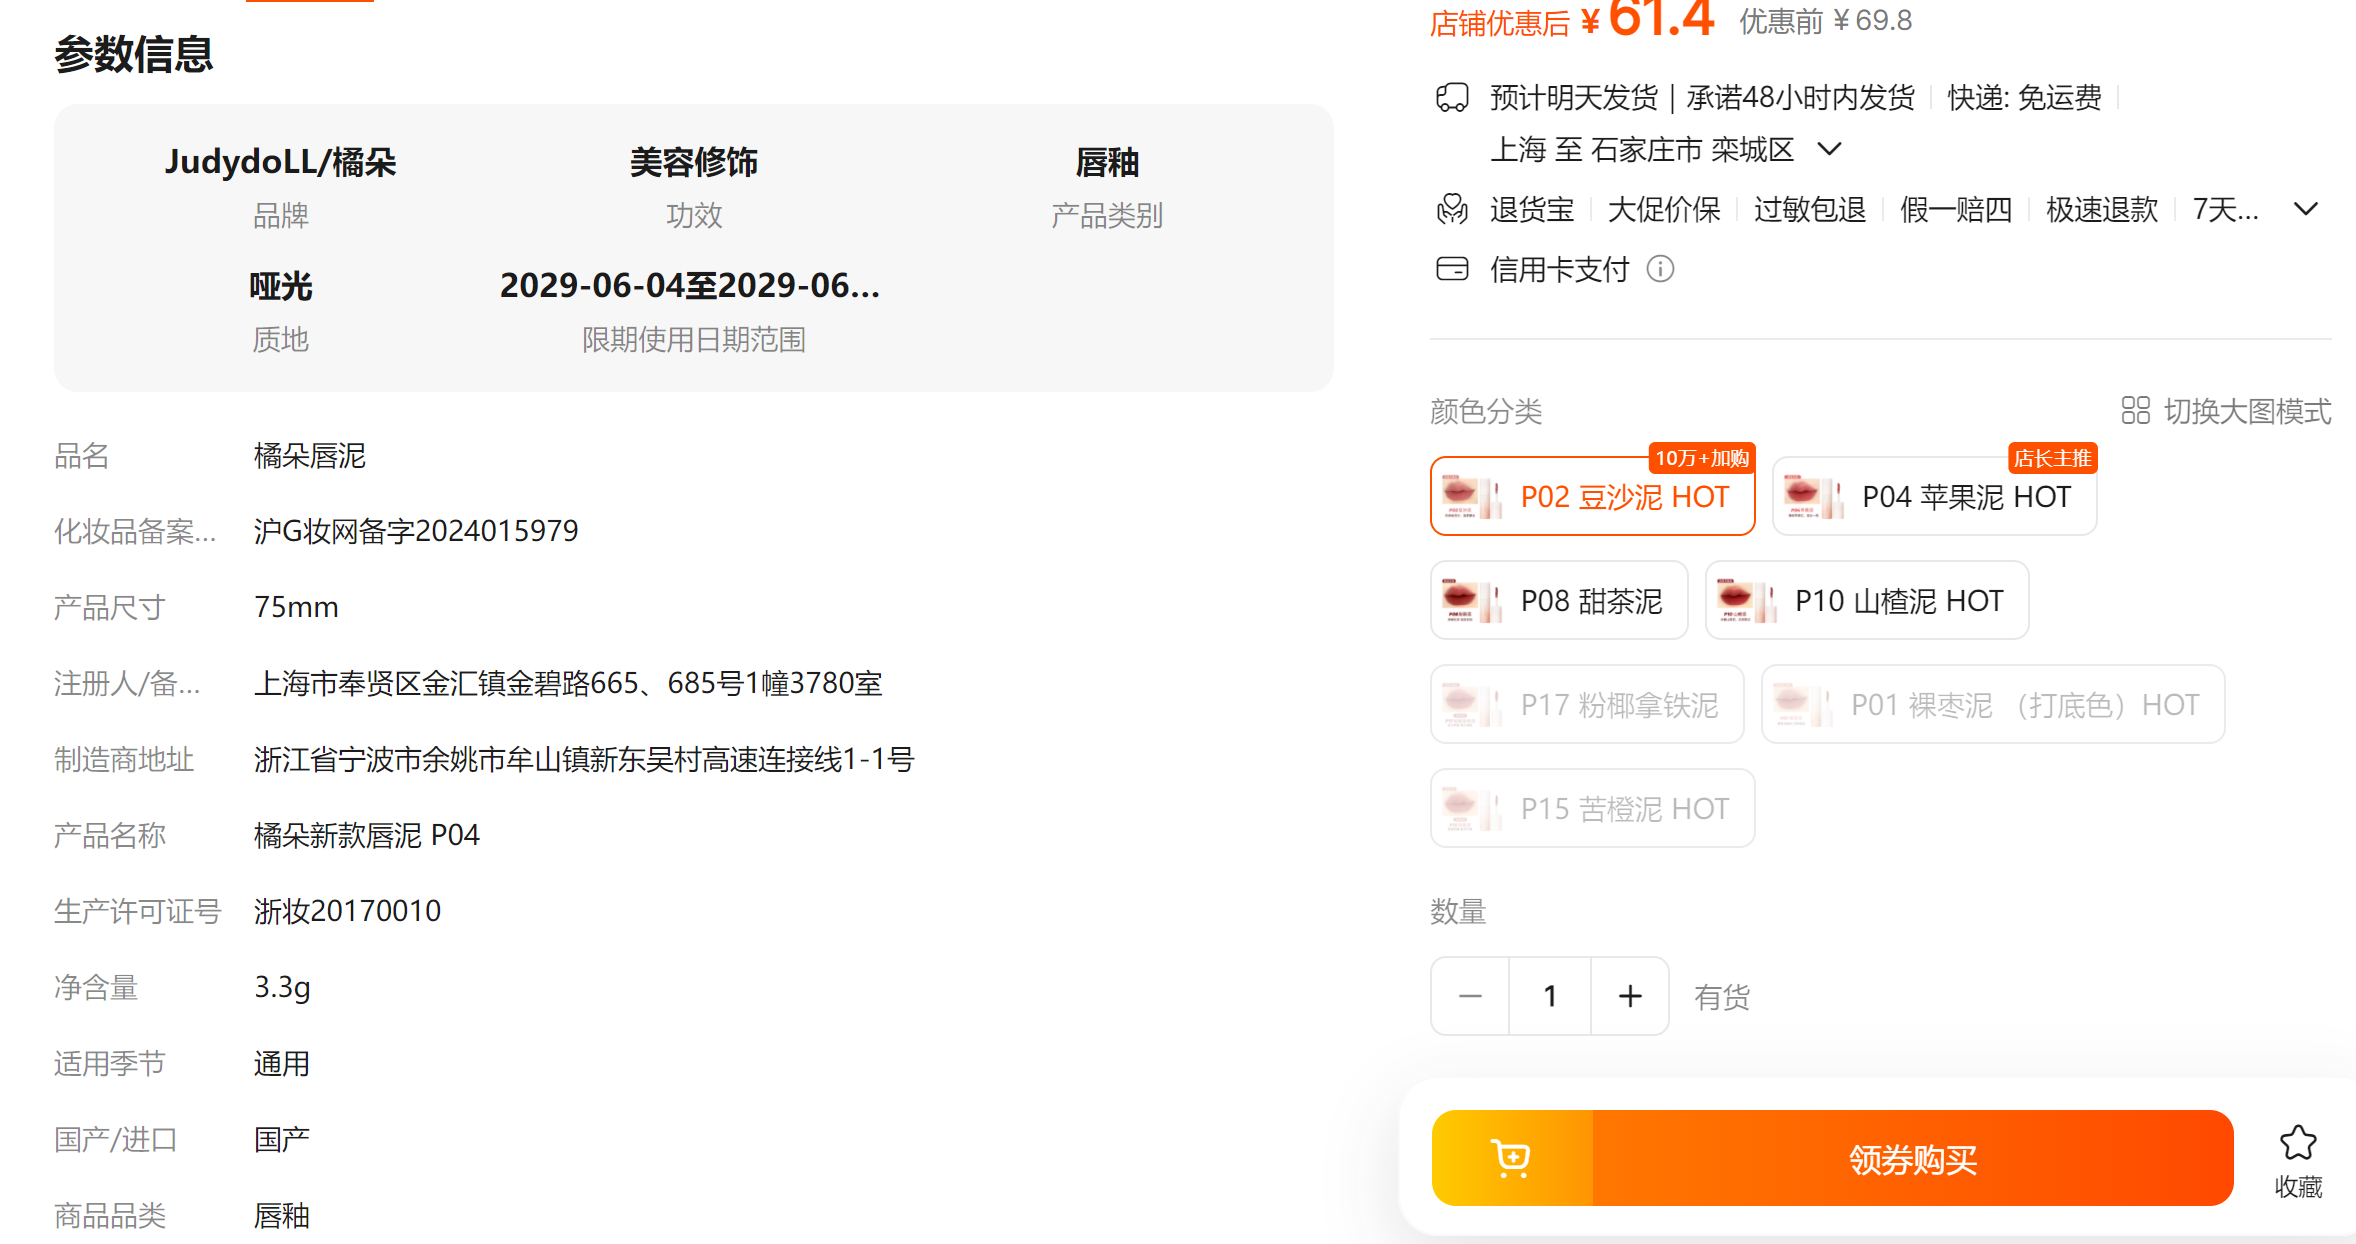 参数信息
JudydoLL/橘朵
美容修饰
唇釉
品牌
功效
产品类别
哑光
2029-06-04至2029-06...
质地
限期使用日期范围
品名 橘朵唇泥
化妆品备案... 沪G妆网备字2024015979
产品尺寸 75mm
注册人/备... 上海市奉贤区金汇镇金碧路665、685号1幢3780室
制造商地址 浙江省宁波市余姚市牟山镇新东吴村高速连接线1-1号
产品名称 橘朵新款唇泥 P04
生产许可证号 浙妆20170010
净含量 3.3g
适用季节 通用
国产/进口 国产
商品品类 唇釉
店铺优惠后 ¥ 61.4 优惠前 ¥ 69.8
预计明天发货 | 承诺48小时内发货 快递: 免运费
上海 至 石家庄市 栾城区
退货宝 大促价保 过敏包退 假一赔四 极速退款 7天...
信用卡支付
颜色分类 切换大图模式
10万+加购
店长主推
P02 豆沙泥 HOT
P04 苹果泥 HOT
P08 甜茶泥
P10 山楂泥 HOT
P17 粉椰拿铁泥
P01 裸枣泥 （打底色）HOT
P15 苦橙泥 HOT
数量
1
有货
领券购买
收藏